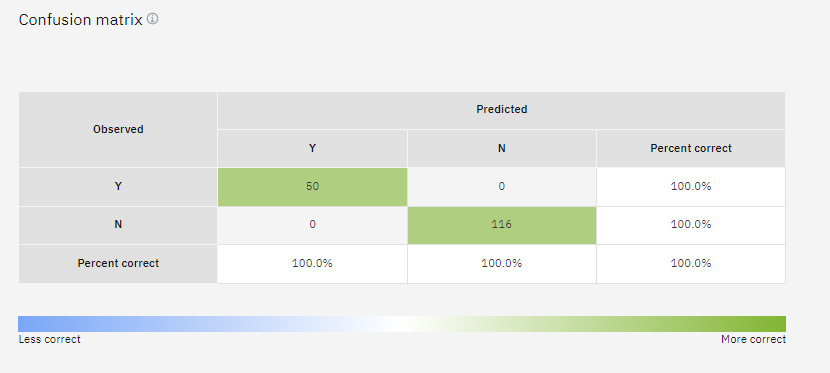 Confusion matrix
Observed
Predicted
Y N Percent correct
Y 50 0 100.0%
N 0 116 100.0%
Percent correct 100.0% 100.0% 100.0%
Less correct More correct